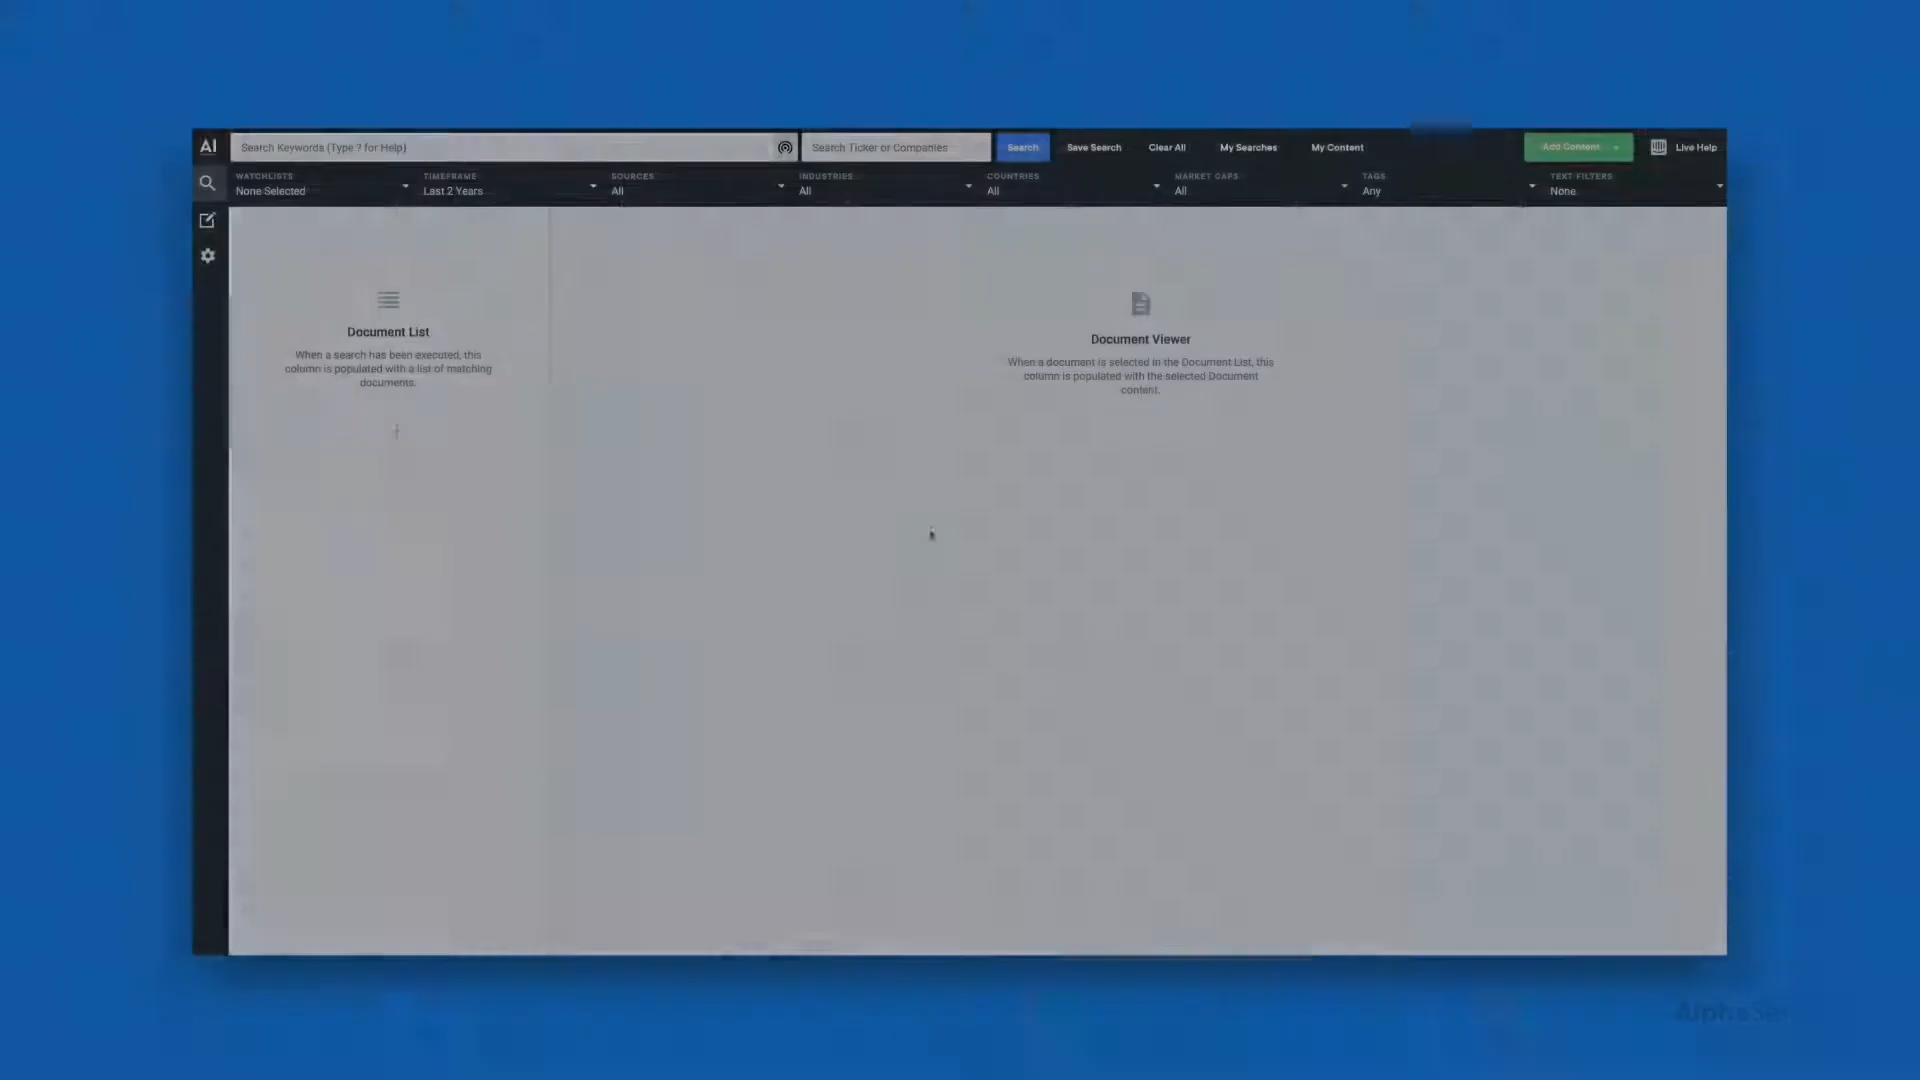 AI
Search Keywords (Type ? for Help)
Search Ticker or Companies
Search
Save Search
Clear All
My Searches
My Content
Add Content
Live Help
WATCHLISTS
None Selected
TIMEFRAME
Last 2 Years
SOURCES
All
INDUSTRIES
All
COUNTRIES
All
MARKET CAPS
All
TAGS
Any
TEXT FILTERS
None
Document List
When a search has been executed, this
column is populated with a list of matching
documents.
Document Viewer
When a document is selected in the Document List, this
column is populated with the selected Document
content.